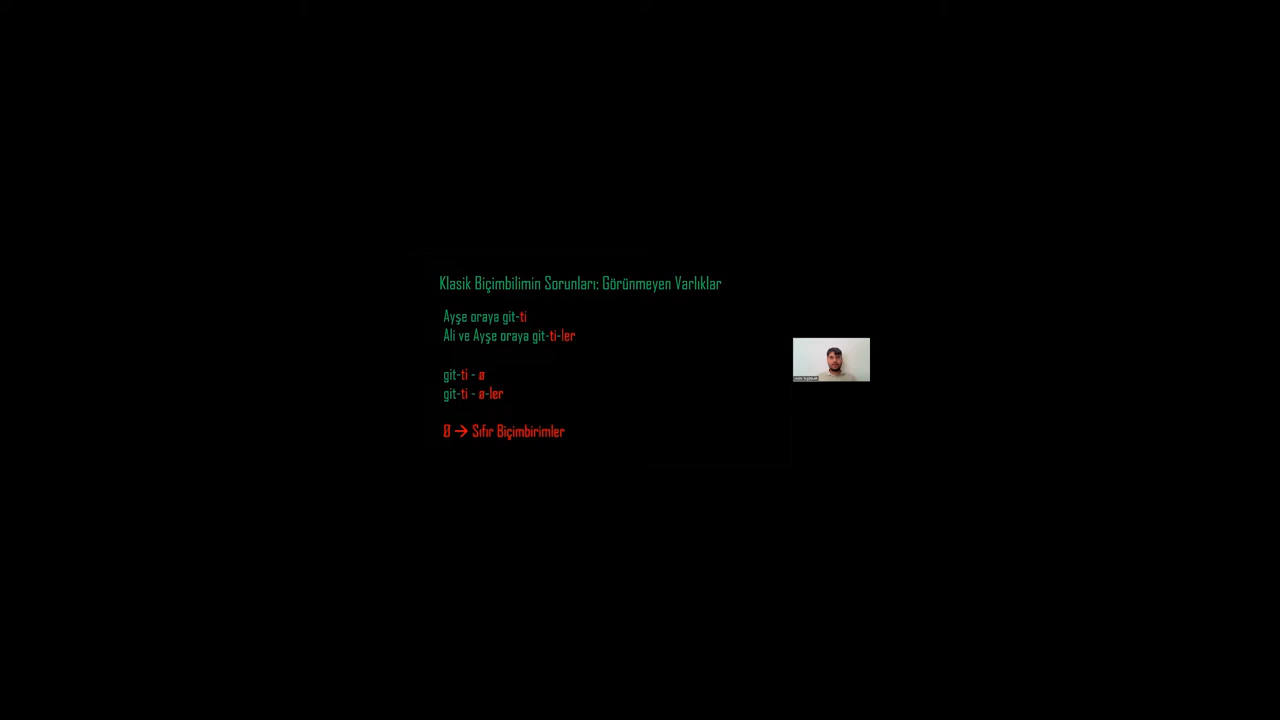 Klasik Biçimbilimin Sorunları: Görünmeyen Varlıklar
Ayşe oraya git-ti
Ali ve Ayşe oraya git-ti-ler
git-ti - ø
git-ti - ø-ler
Ø → Sıfır Biçimbirimler